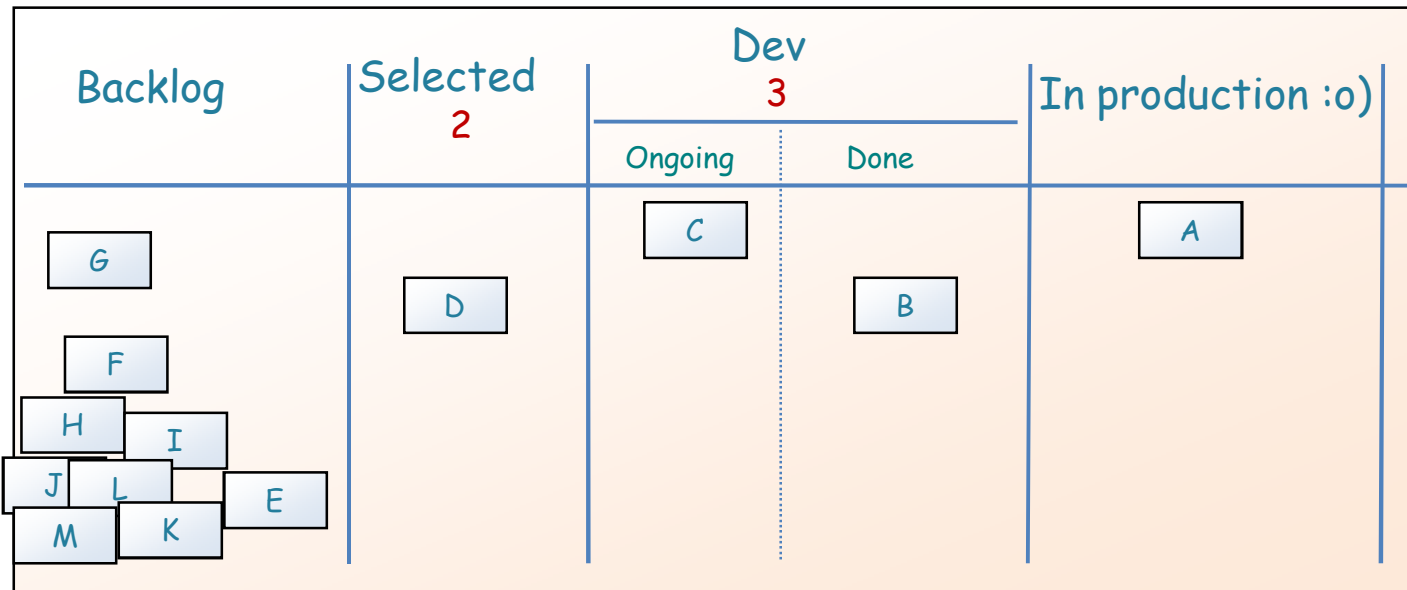 Backlog
Selected
2
Dev
3
In production :o)
Ongoing
Done
G
F
H
I
J
L
E
M
K
D
C
B
A